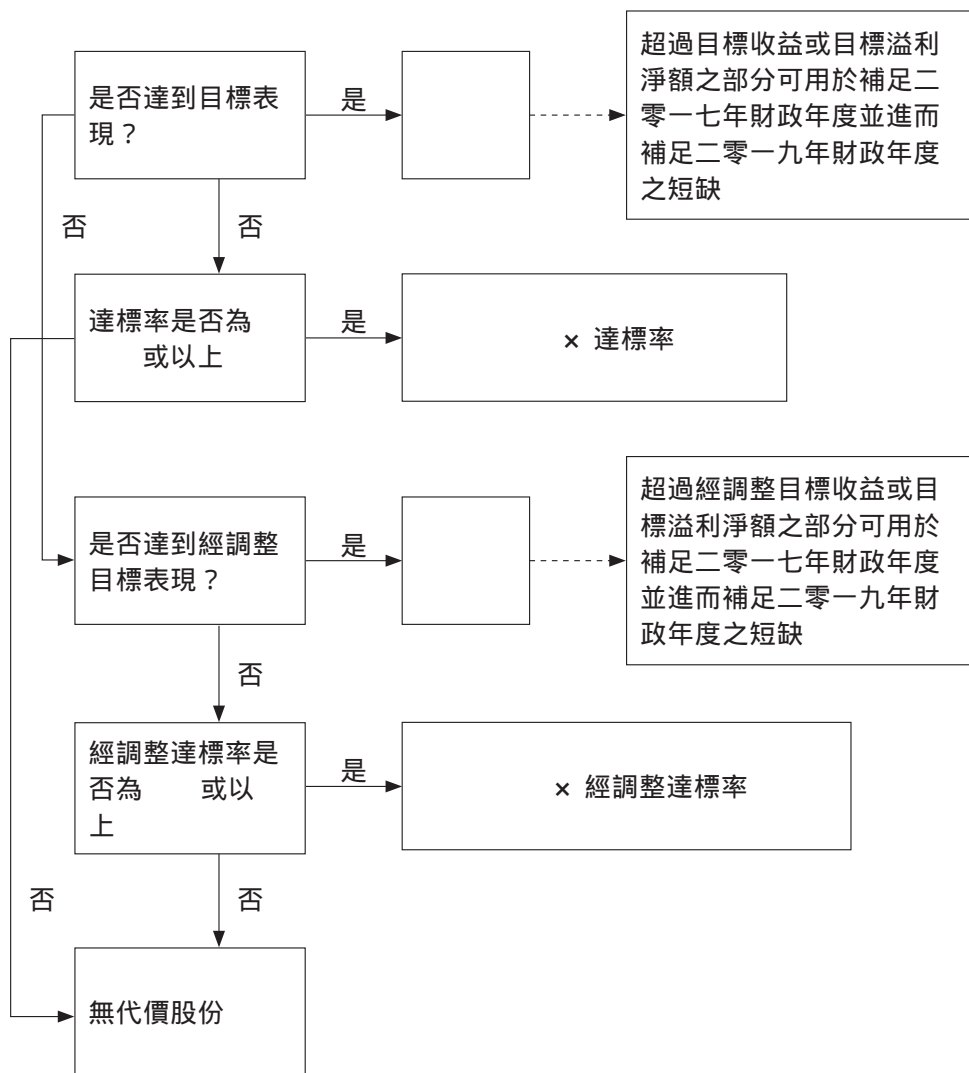 是否達到目標表
現？
是
超過目標收益或目標溢利
淨額之部分可用於補足二
零一七年財政年度並進而
補足二零一九年財政年度
之短缺
否
否
達標率是否為
或以上
是
× 達標率
是否達到經調整
目標表現？
是
超過經調整目標收益或目
標溢利淨額之部分可用於
補足二零一七年財政年度
並進而補足二零一九年財
政年度之短缺
否
經調整達標率是
否為 或以
上
是
× 經調整達標率
否
否
無代價股份